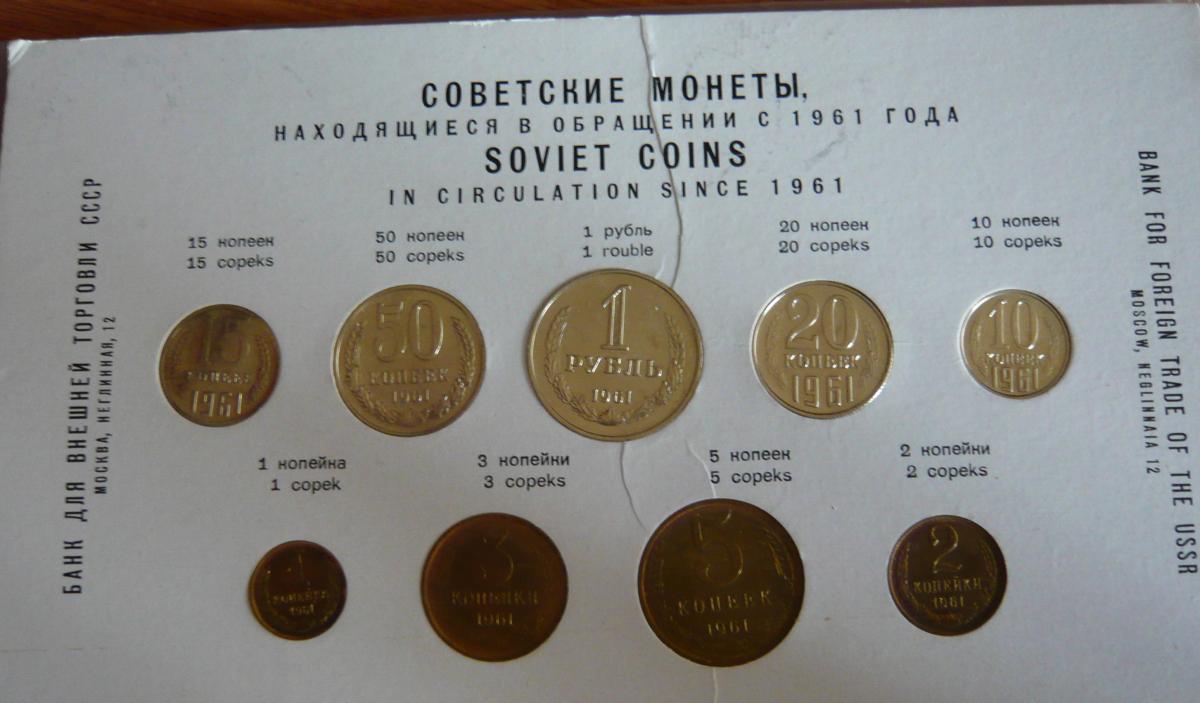 СОВЕТСКИЕ МОНЕТЫ,
НАХОДЯЩИЕСЯ В ОБРАЩЕНИИ С 1961 ГОДА
SOVIET COINS
IN CIRCULATION SINCE 1961
БАНК ДЛЯ ВНЕШНЕЙ ТОРГОВЛИ СССР
МОСКВА, НЕГЛИННАЯ, 12
BANK FOR FOREIGN TRADE OF THE USSR
MOSCOW, NEGLINNAIA 12
15 копеек
15 copeks
50 копеек
50 copeks
1 рубль
1 rouble
20 копеек
20 copeks
10 копеек
10 copeks
15
КОПЕЕК
1961
50
КОПЕЕК
1961
1
РУБЛЬ
1961
20
КОПЕЕК
1961
10
КОПЕЕК
1961
1 копейка
1 copek
3 копейки
3 copeks
5 копеек
5 copeks
2 копейки
2 copeks
1
КОПЕЙКА
1961
3
КОПЕЙКИ
1961
5
КОПЕЕК
1961
2
КОПЕЙКИ
1961